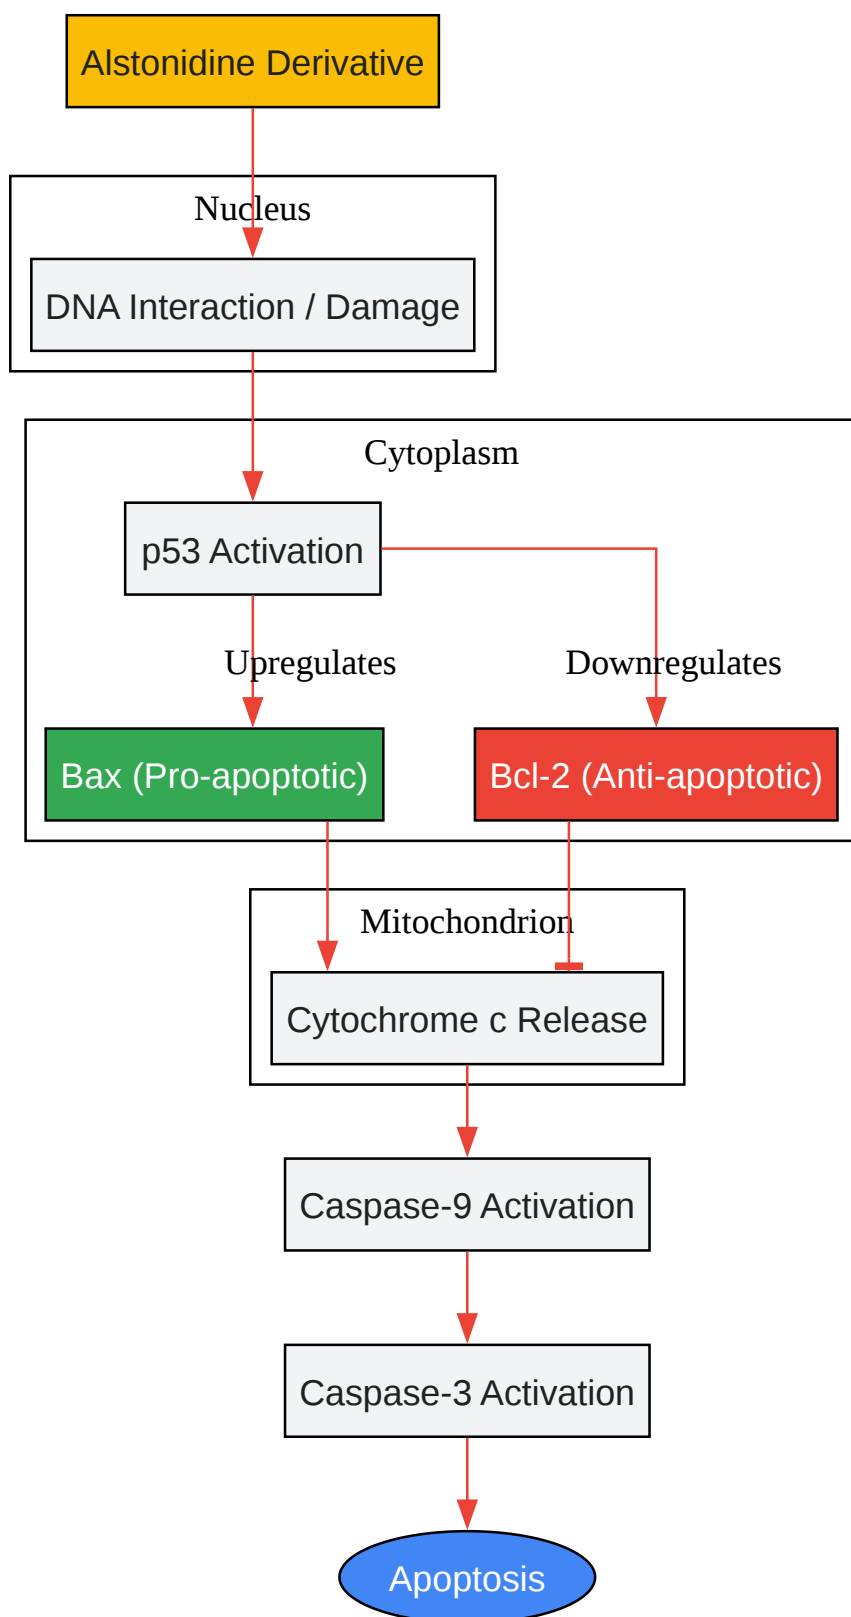 Alstonidine Derivative
Nucleus
DNA Interaction / Damage
Cytoplasm
p53 Activation
Upregulates
Downregulates
Bax (Pro-apoptotic)
Bcl-2 (Anti-apoptotic)
Mitochondrion
Cytochrome c Release
Caspase-9 Activation
Caspase-3 Activation
Apoptosis